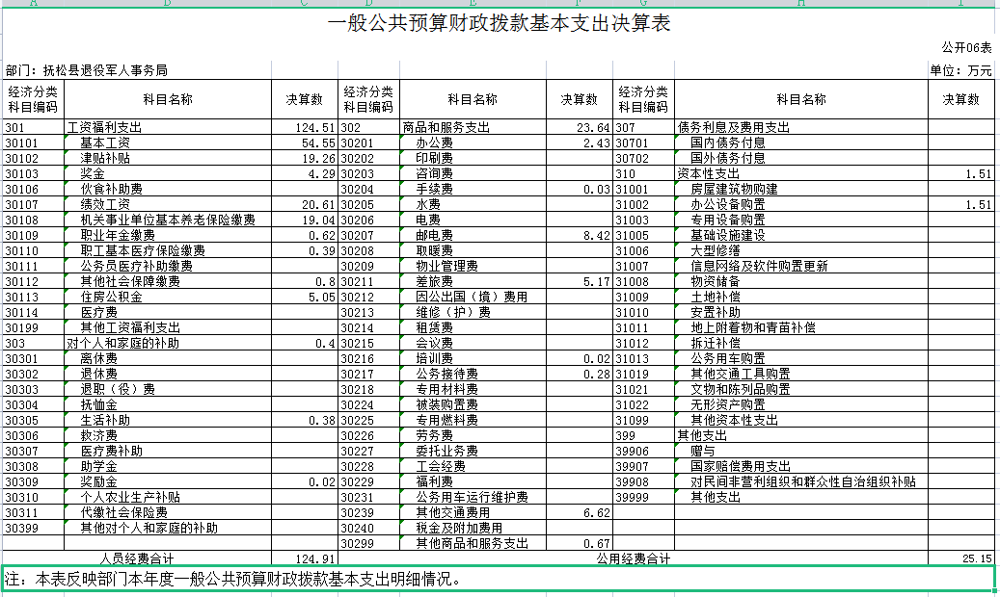 A B C D E F G H I
一般公共预算财政拨款基本支出决算表
公开06表
部门：抚松县退役军人事务局 单位：万元
经济分类科目编码 科目名称 决算数 经济分类科目编码 科目名称 决算数 经济分类科目编码 科目名称 决算数
301 工资福利支出 124.51 302 商品和服务支出 23.64 307 债务利息及费用支出
30101 基本工资 54.55 30201 办公费 2.43 30701 国内债务付息
30102 津贴补贴 19.26 30202 印刷费 30702 国外债务付息
30103 奖金 4.29 30203 咨询费 310 资本性支出 1.51
30106 伙食补助费 30204 手续费 0.03 31001 房屋建筑物购建
30107 绩效工资 20.61 30205 水费 31002 办公设备购置 1.51
30108 机关事业单位基本养老保险缴费 19.04 30206 电费 31003 专用设备购置
30109 职业年金缴费 0.62 30207 邮电费 8.42 31005 基础设施建设
30110 职工基本医疗保险缴费 0.39 30208 取暖费 31006 大型修缮
30111 公务员医疗补助缴费 30209 物业管理费 31007 信息网络及软件购置更新
30112 其他社会保障缴费 0.8 30211 差旅费 5.17 31008 物资储备
30113 住房公积金 5.05 30212 因公出国（境）费用 31009 土地补偿
30114 医疗费 30213 维修（护）费 31010 安置补助
30199 其他工资福利支出 30214 租赁费 31011 地上附着物和青苗补偿
303 对个人和家庭的补助 0.4 30215 会议费 31012 拆迁补偿
30301 离休费 30216 培训费 0.02 31013 公务用车购置
30302 退休费 30217 公务接待费 0.28 31019 其他交通工具购置
30303 退职（役）费 30218 专用材料费 31021 文物和陈列品购置
30304 抚恤金 30224 被装购置费 31022 无形资产购置
30305 生活补助 0.38 30225 专用燃料费 31099 其他资本性支出
30306 救济费 30226 劳务费 399 其他支出
30307 医疗费补助 30227 委托业务费 39906 赠与
30308 助学金 30228 工会经费 39907 国家赔偿费用支出
30309 奖励金 0.02 30229 福利费 39908 对民间非营利组织和群众性自治组织补贴
30310 个人农业生产补贴 30231 公务用车运行维护费 39999 其他支出
30311 代缴社会保险费 30239 其他交通费用 6.62
30399 其他对个人和家庭的补助 30240 税金及附加费用
30299 其他商品和服务支出 0.67
人员经费合计 124.91 公用经费合计 25.15
注：本表反映部门本年度一般公共预算财政拨款基本支出明细情况。